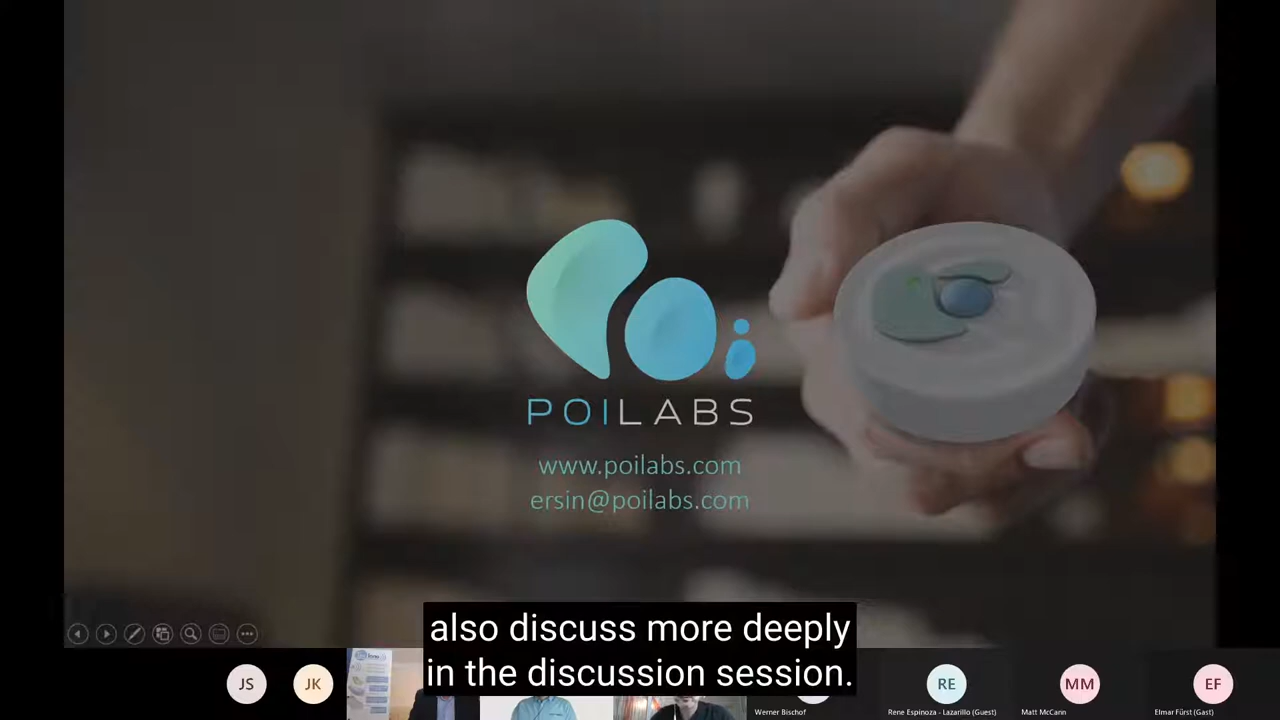 POILABS
www.poilabs.com
ersin@poilabs.com
also discuss more deeply
in the discussion session.
JS
JK
RE
MM
EF
Werner Bischof
Rene Espinoza - Lazarillo (Guest)
Matt McCann
Elmar Fürst (Gast)